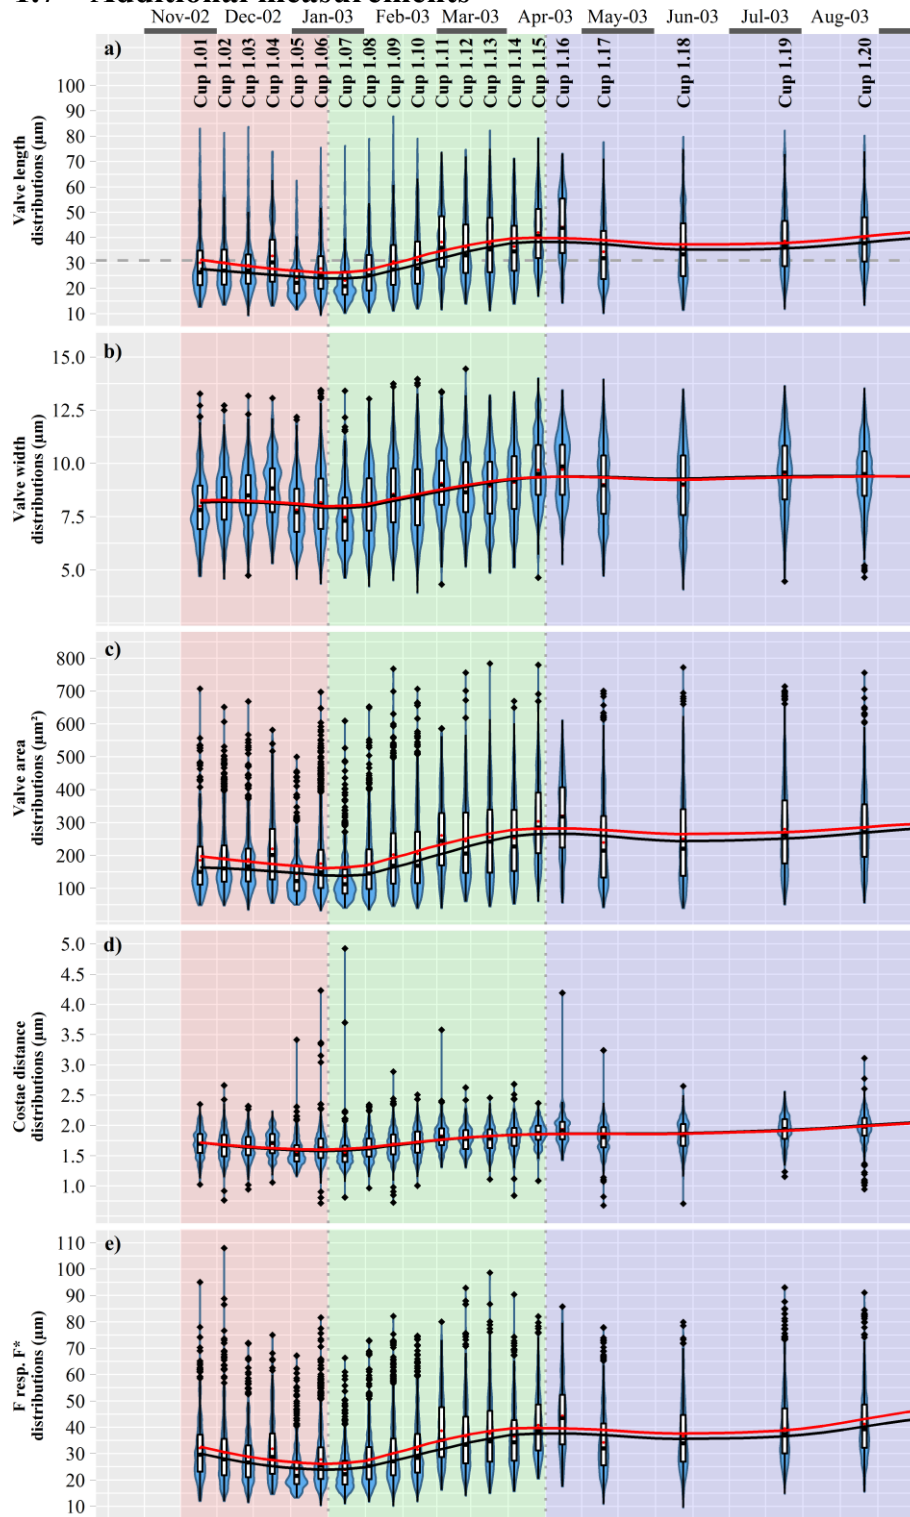 Additional measurements
Nov-02 Dec-02 Jan-03 Feb-03 Mar-03 Apr-03 May-03 Jun-03 Jul-03 Aug-03
a)
Cup 1.01
Cup 1.02
Cup 1.03
Cup 1.04
Cup 1.05
Cup 1.06
Cup 1.07
Cup 1.08
Cup 1.09
Cup 1.10
Cup 1.11
Cup 1.12
Cup 1.13
Cup 1.14
Cup 1.15
Cup 1.16
Cup 1.17
Cup 1.18
Cup 1.19
Cup 1.20
Valve length
distributions (µm)
100
90
80
70
60
50
40
30
20
10
b)
Valve width
distributions (µm)
15.0
12.5
10.0
7.5
5.0
c)
Valve area
distributions (µm²)
800
700
600
500
400
300
200
100
d)
Costae distance
distributions (µm)
5.0
4.5
4.0
3.5
3.0
2.5
2.0
1.5
1.0
e)
F resp. F*
distributions (µm)
110
100
90
80
70
60
50
40
30
20
10